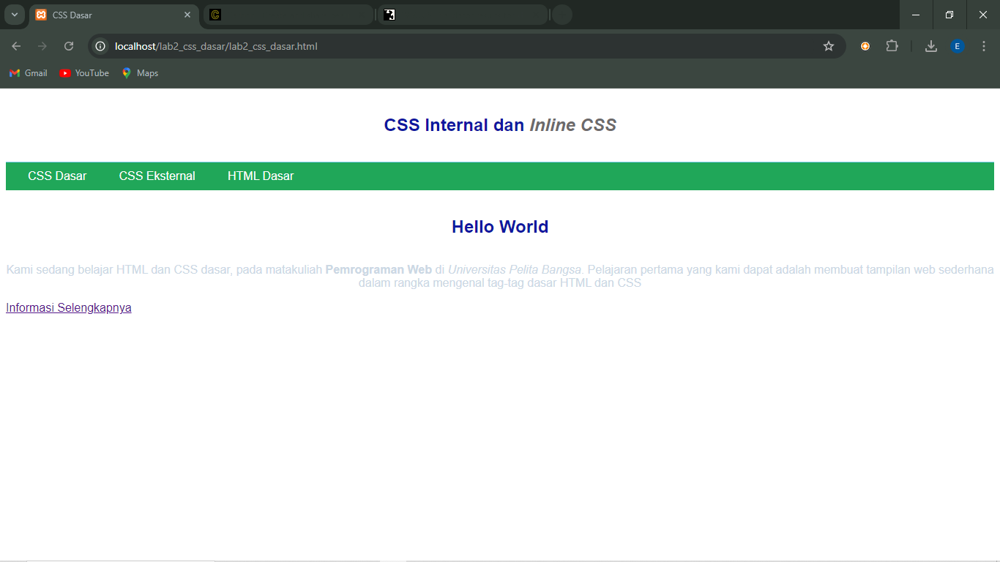 CSS Dasar
localhost/lab2_css_dasar/lab2_css_dasar.html
E
Gmail YouTube Maps
CSS Internal dan Inline CSS
CSS Dasar CSS Eksternal HTML Dasar
Hello World
Kami sedang belajar HTML dan CSS dasar, pada matakuliah Pemrograman Web di Universitas Pelita Bangsa. Pelajaran pertama yang kami dapat adalah membuat tampilan web sederhana
dalam rangka mengenal tag-tag dasar HTML dan CSS
Informasi Selengkapnya